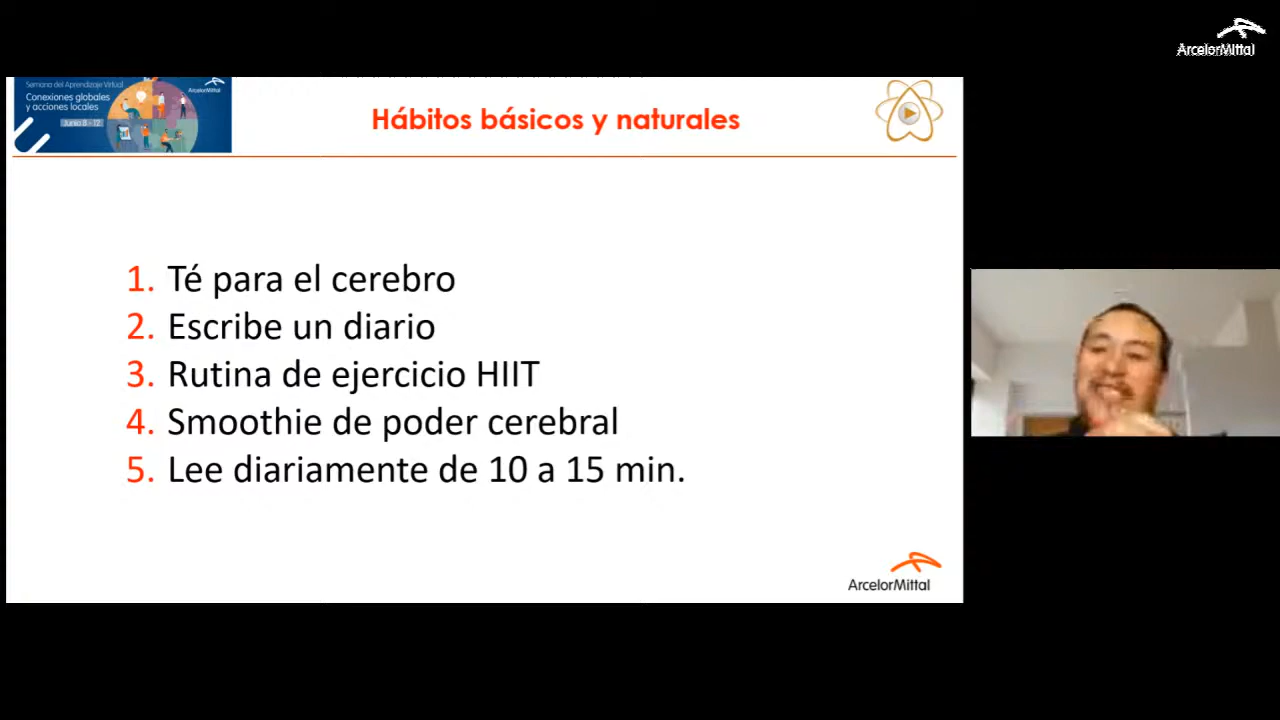 ArcelorMittal
Semana del Aprendizaje Virtual
Conexiones globales
y acciones locales
Junio 8 - 12
ArcelorMittal
Hábitos básicos y naturales
1. Té para el cerebro
2. Escribe un diario
3. Rutina de ejercicio HIIT
4. Smoothie de poder cerebral
5. Lee diariamente de 10 a 15 min.
ArcelorMittal